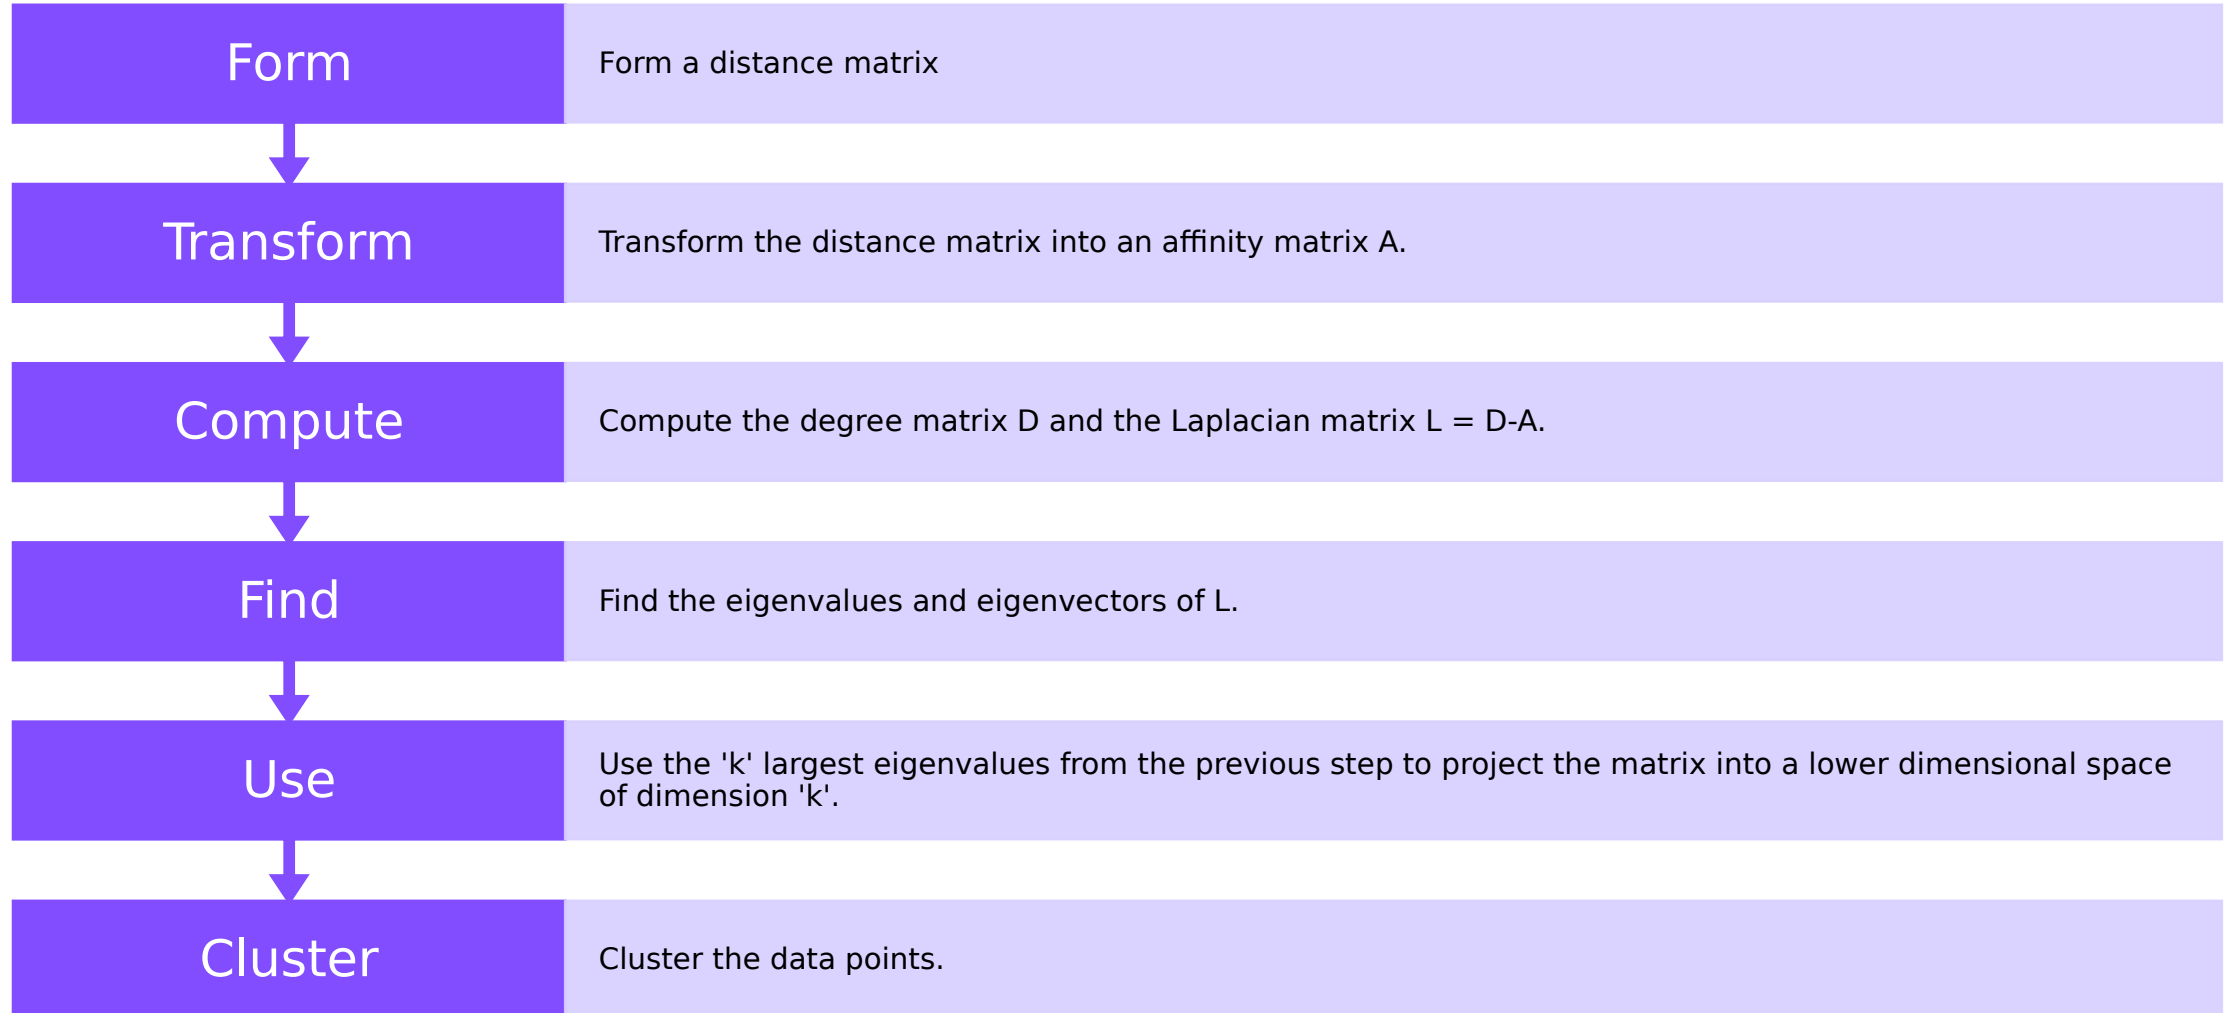 Form
Form a distance matrix
Transform
Transform the distance matrix into an affinity matrix A.
Compute
Compute the degree matrix D and the Laplacian matrix L = D-A.
Find
Find the eigenvalues and eigenvectors of L.
Use
Use the 'k' largest eigenvalues from the previous step to project the matrix into a lower dimensional space
of dimension 'k'.
Cluster
Cluster the data points.